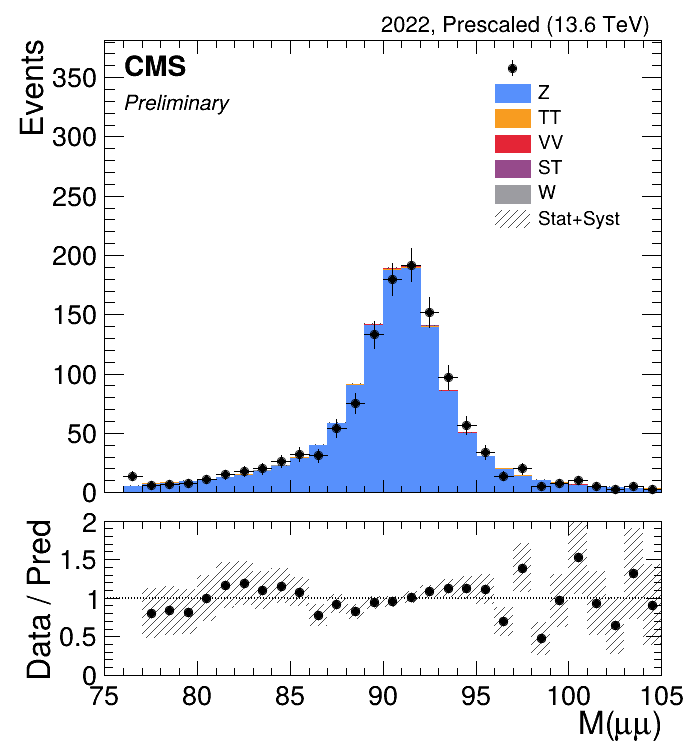 2022, Prescaled (13.6 TeV)
CMS
Preliminary
Events
350
300
250
200
150
100
50
0
Z
TT
VV
ST
W
Stat+Syst
Data / Pred
2
1.5
1
0.5
0
75 80 85 90 95 100 105
M(μμ)